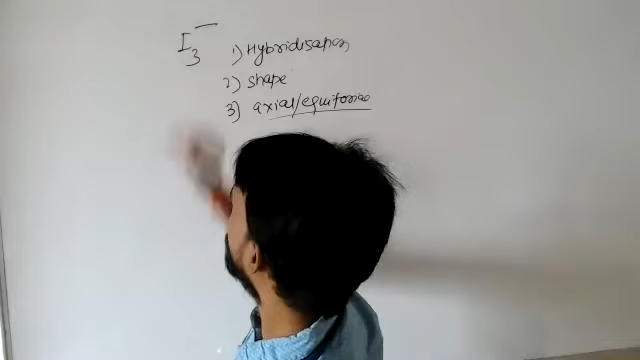 I₃⁻ 1) Hybridisation
2) shape
3) axial/equitorial